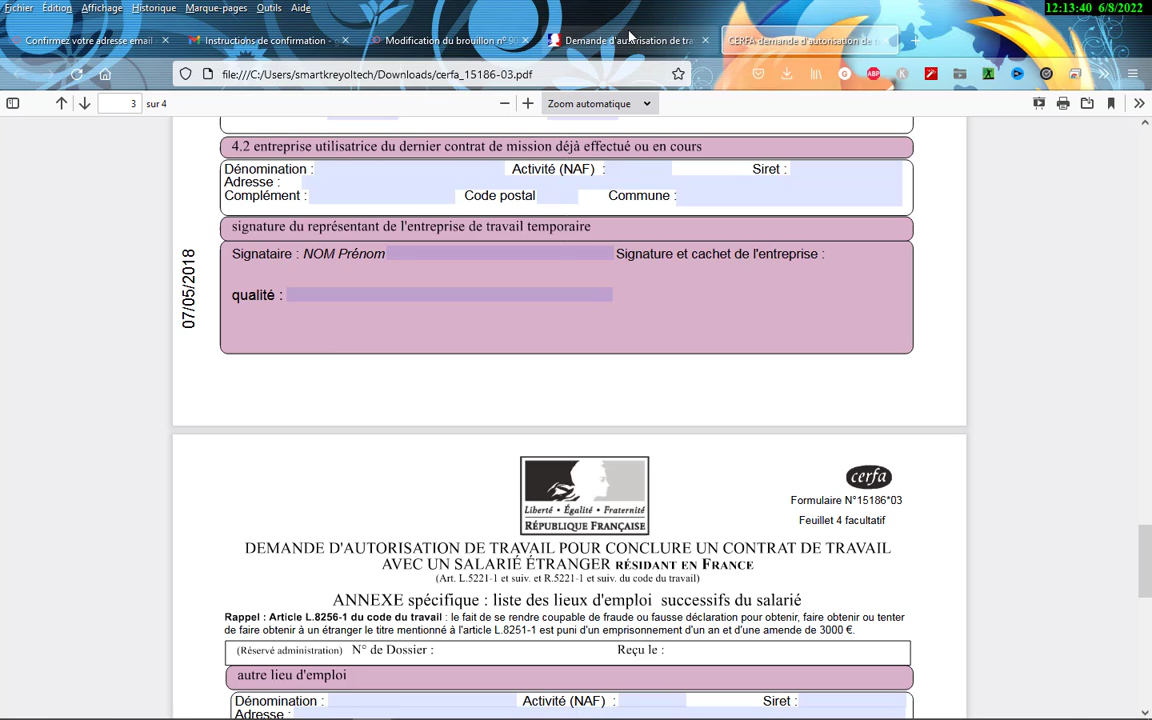 Fichier Édition Affichage Historique Marque-pages Outils Aide
12:13:40 6/8/2022
Confirmez votre adresse email
Instructions de confirmation -
Modification du brouillon n°
Demande d'autorisation de tra
CERFA demande d'autorisation de
file:///C:/Users/smartkreyoltech/Downloads/cerfa_15186-03.pdf
3 sur 4
Zoom automatique
4.2 entreprise utilisatrice du dernier contrat de mission déjà effectué ou en cours
Dénomination : Activité (NAF) : Siret :
Adresse :
Complément : Code postal Commune :
signature du représentant de l'entreprise de travail temporaire
Signataire : NOM Prénom Signature et cachet de l'entreprise :
qualité :
07/05/2018
Liberté • Égalité • Fraternité
RÉPUBLIQUE FRANÇAISE
cerfa
Formulaire N°15186*03
Feuillet 4 facultatif
DEMANDE D'AUTORISATION DE TRAVAIL POUR CONCLURE UN CONTRAT DE TRAVAIL
AVEC UN SALARIÉ ÉTRANGER RÉSIDANT EN FRANCE
(Art. L.5221-1 et suiv. et R.5221-1 et suiv. du code du travail)
ANNEXE spécifique : liste des lieux d'emploi successifs du salarié
Rappel : Article L.8256-1 du code du travail : le fait de se rendre coupable de fraude ou fausse déclaration pour obtenir, faire obtenir ou tenter
de faire obtenir à un étranger le titre mentionné à l'article L.8251-1 est puni d'un emprisonnement d'un an et d'une amende de 3000 €.
(Réservé administration) N° de Dossier : Reçu le :
autre lieu d'emploi
Dénomination : Activité (NAF) : Siret :
Adresse :